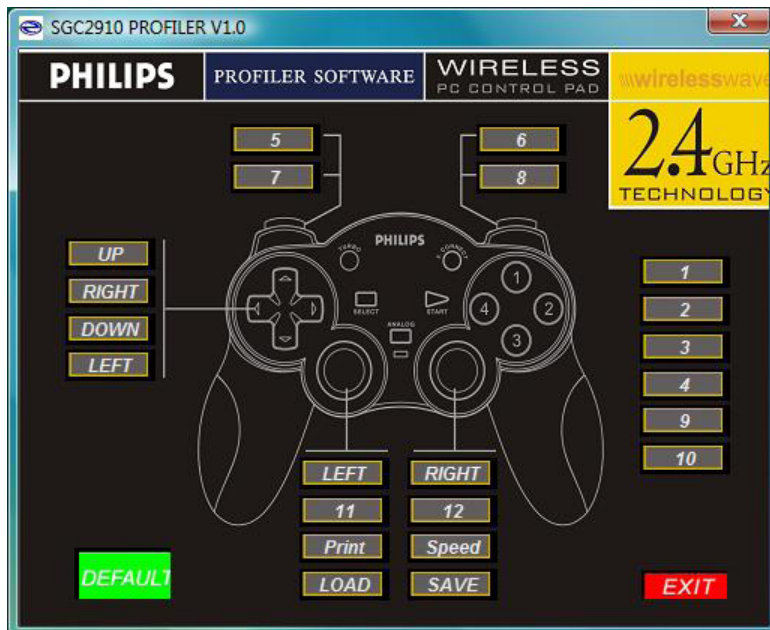 SGC2910 PROFILER V1.0
X
PHILIPS
PROFILER SOFTWARE
WIRELESS
PC CONTROL PAD
wirelesswave
2.4GHz
TECHNOLOGY
5
6
7
8
UP
RIGHT
DOWN
LEFT
PHILIPS
TURBO
CONNECT
SELECT
START
ANALOG
1
2
3
4
1
2
3
4
9
10
LEFT
RIGHT
11
12
Print
Speed
LOAD
SAVE
DEFAULT
EXIT